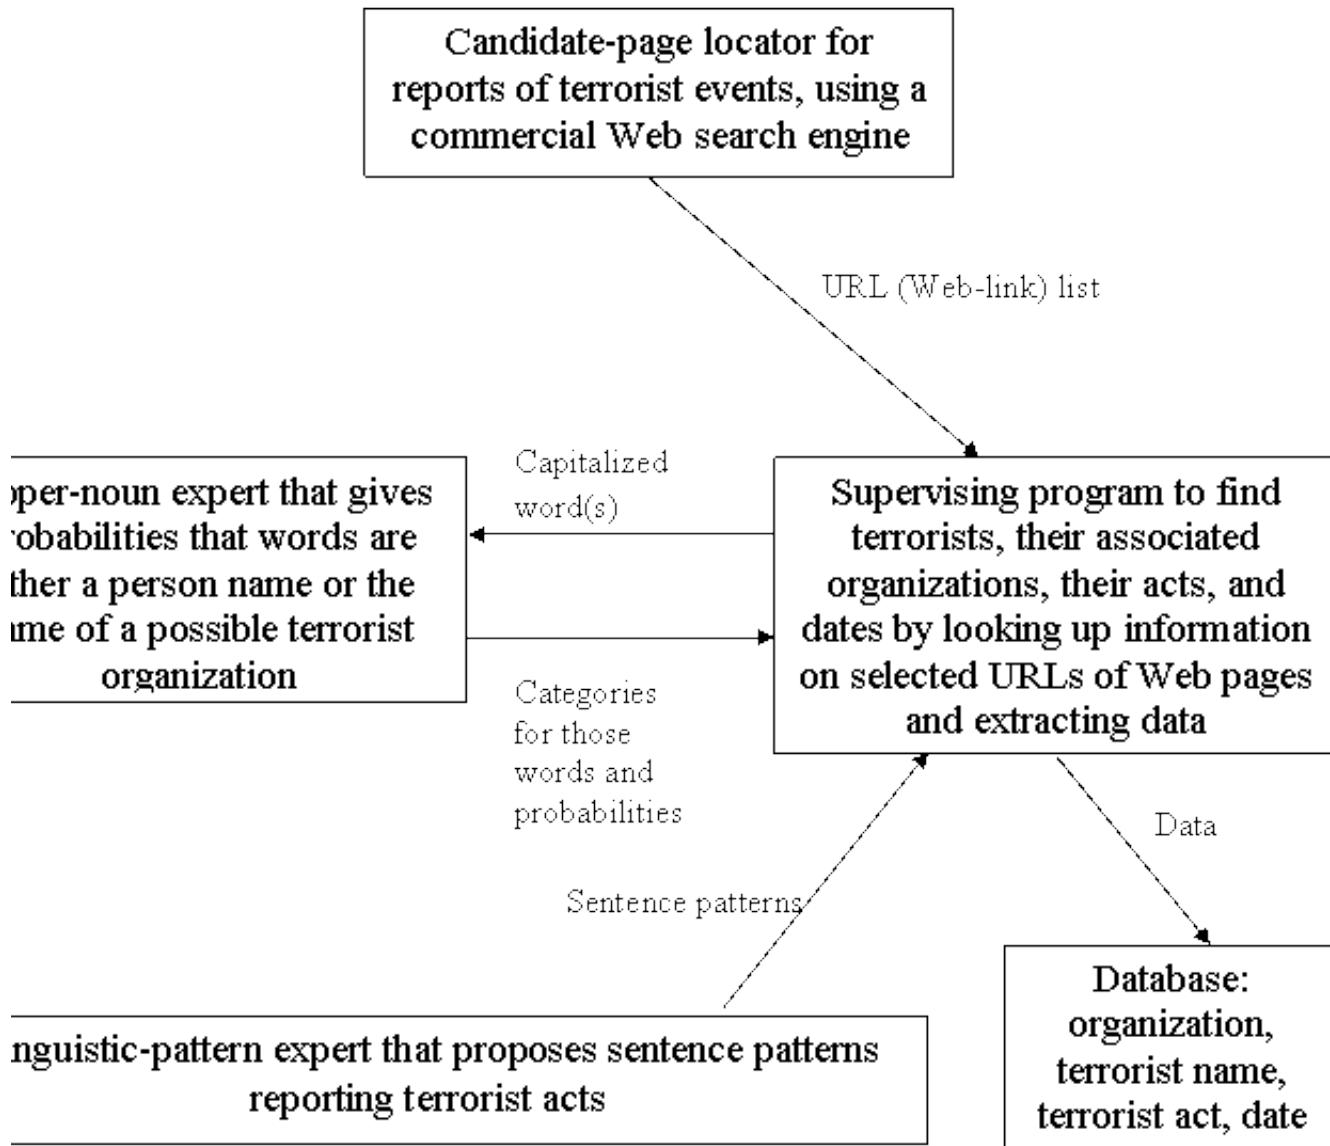 Candidate-page locator for
reports of terrorist events, using a
commercial Web search engine
URL (Web-link) list
Capitalized
word(s)
oper-noun expert that gives
robabilities that words are
ther a person name or the
ame of a possible terrorist
organization
Supervising program to find
terrorists, their associated
organizations, their acts, and
dates by looking up information
on selected URLs of Web pages
and extracting data
Categories
for those
words and
probabilities
Data
Sentence patterns
nguistic-pattern expert that proposes sentence patterns
reporting terrorist acts
Database:
organization,
terrorist name,
terrorist act, date